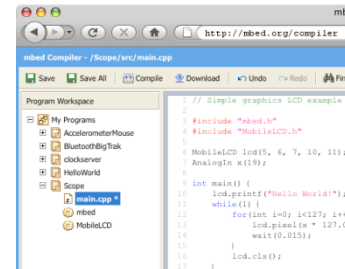 mb
http://mbed.org/compiler
mbed Compiler - /Scope/src/main.cpp
Save Save All Compile Download Undo Redo Fin
Program Workspace
My Programs
AccelerometerMouse
BluetoothBigTrak
clockserver
HelloWorld
Scope
main.cpp *
mbed
MobileLCD
1 // Simple graphics LCD example
2
3 #include "mbed.h"
4 #include "MobileLCD.h"
5
6 MobileLCD lcd(5, 6, 7, 10, 11);
7 AnalogIn x(19);
8
9 int main() {
10 lcd.printf("Hello World!");
11 while(1) {
12 for(int i=0; i<127; i++
13 lcd.pixel(x * 127.0
14 wait(0.015);
15 }
16 lcd.cls();
17 }